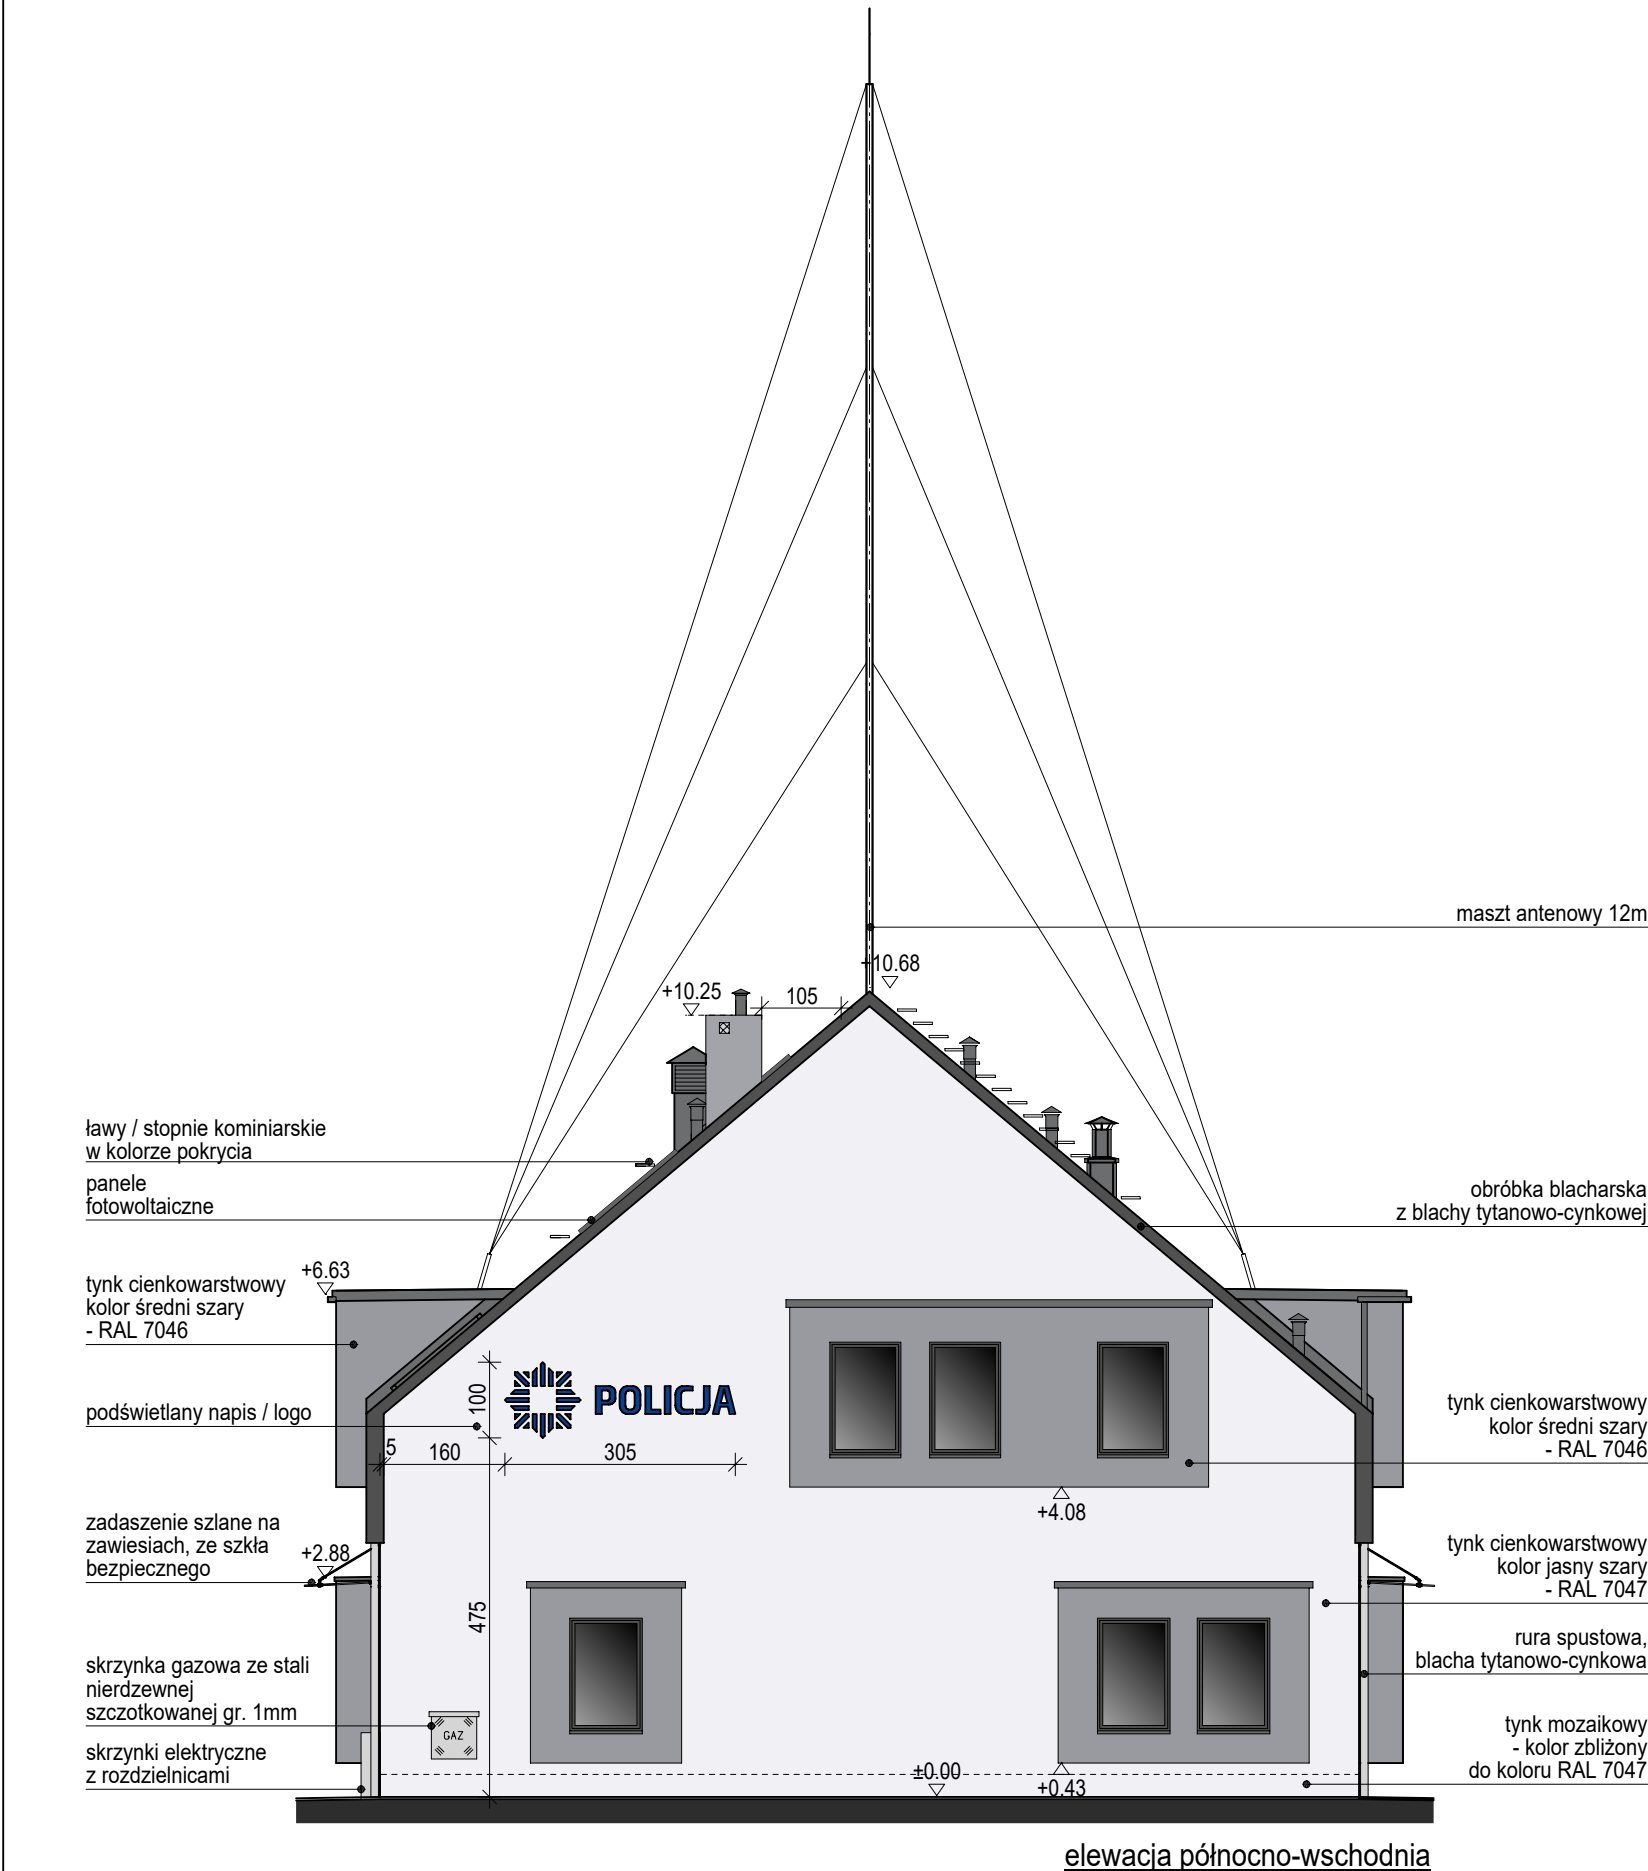 maszt antenowy 12m
+10.68
+10.25
105
ławy / stopnie kominiarskie
w kolorze pokrycia
panele
fotowoltaiczne
obróbka blacharska
z blachy tytanowo-cynkowej
+6.63
tynk cienkowarstwowy
kolor średni szary
- RAL 7046
100
POLICJA
podświetlany napis / logo
5
160
305
tynk cienkowarstwowy
kolor średni szary
- RAL 7046
+4.08
zadaszenie szlane na
zawiesiach, ze szkła
bezpiecznego
+2.88
475
tynk cienkowarstwowy
kolor jasny szary
- RAL 7047
rura spustowa,
blacha tytanowo-cynkowa
skrzynka gazowa ze stali
nierdzewnej
szczotkowanej gr. 1mm
GAZ
skrzynki elektryczne
z rozdzielnicami
±0.00
+0.43
tynk mozaikowy
- kolor zbliżony
do koloru RAL 7047
elewacja północno-wschodnia